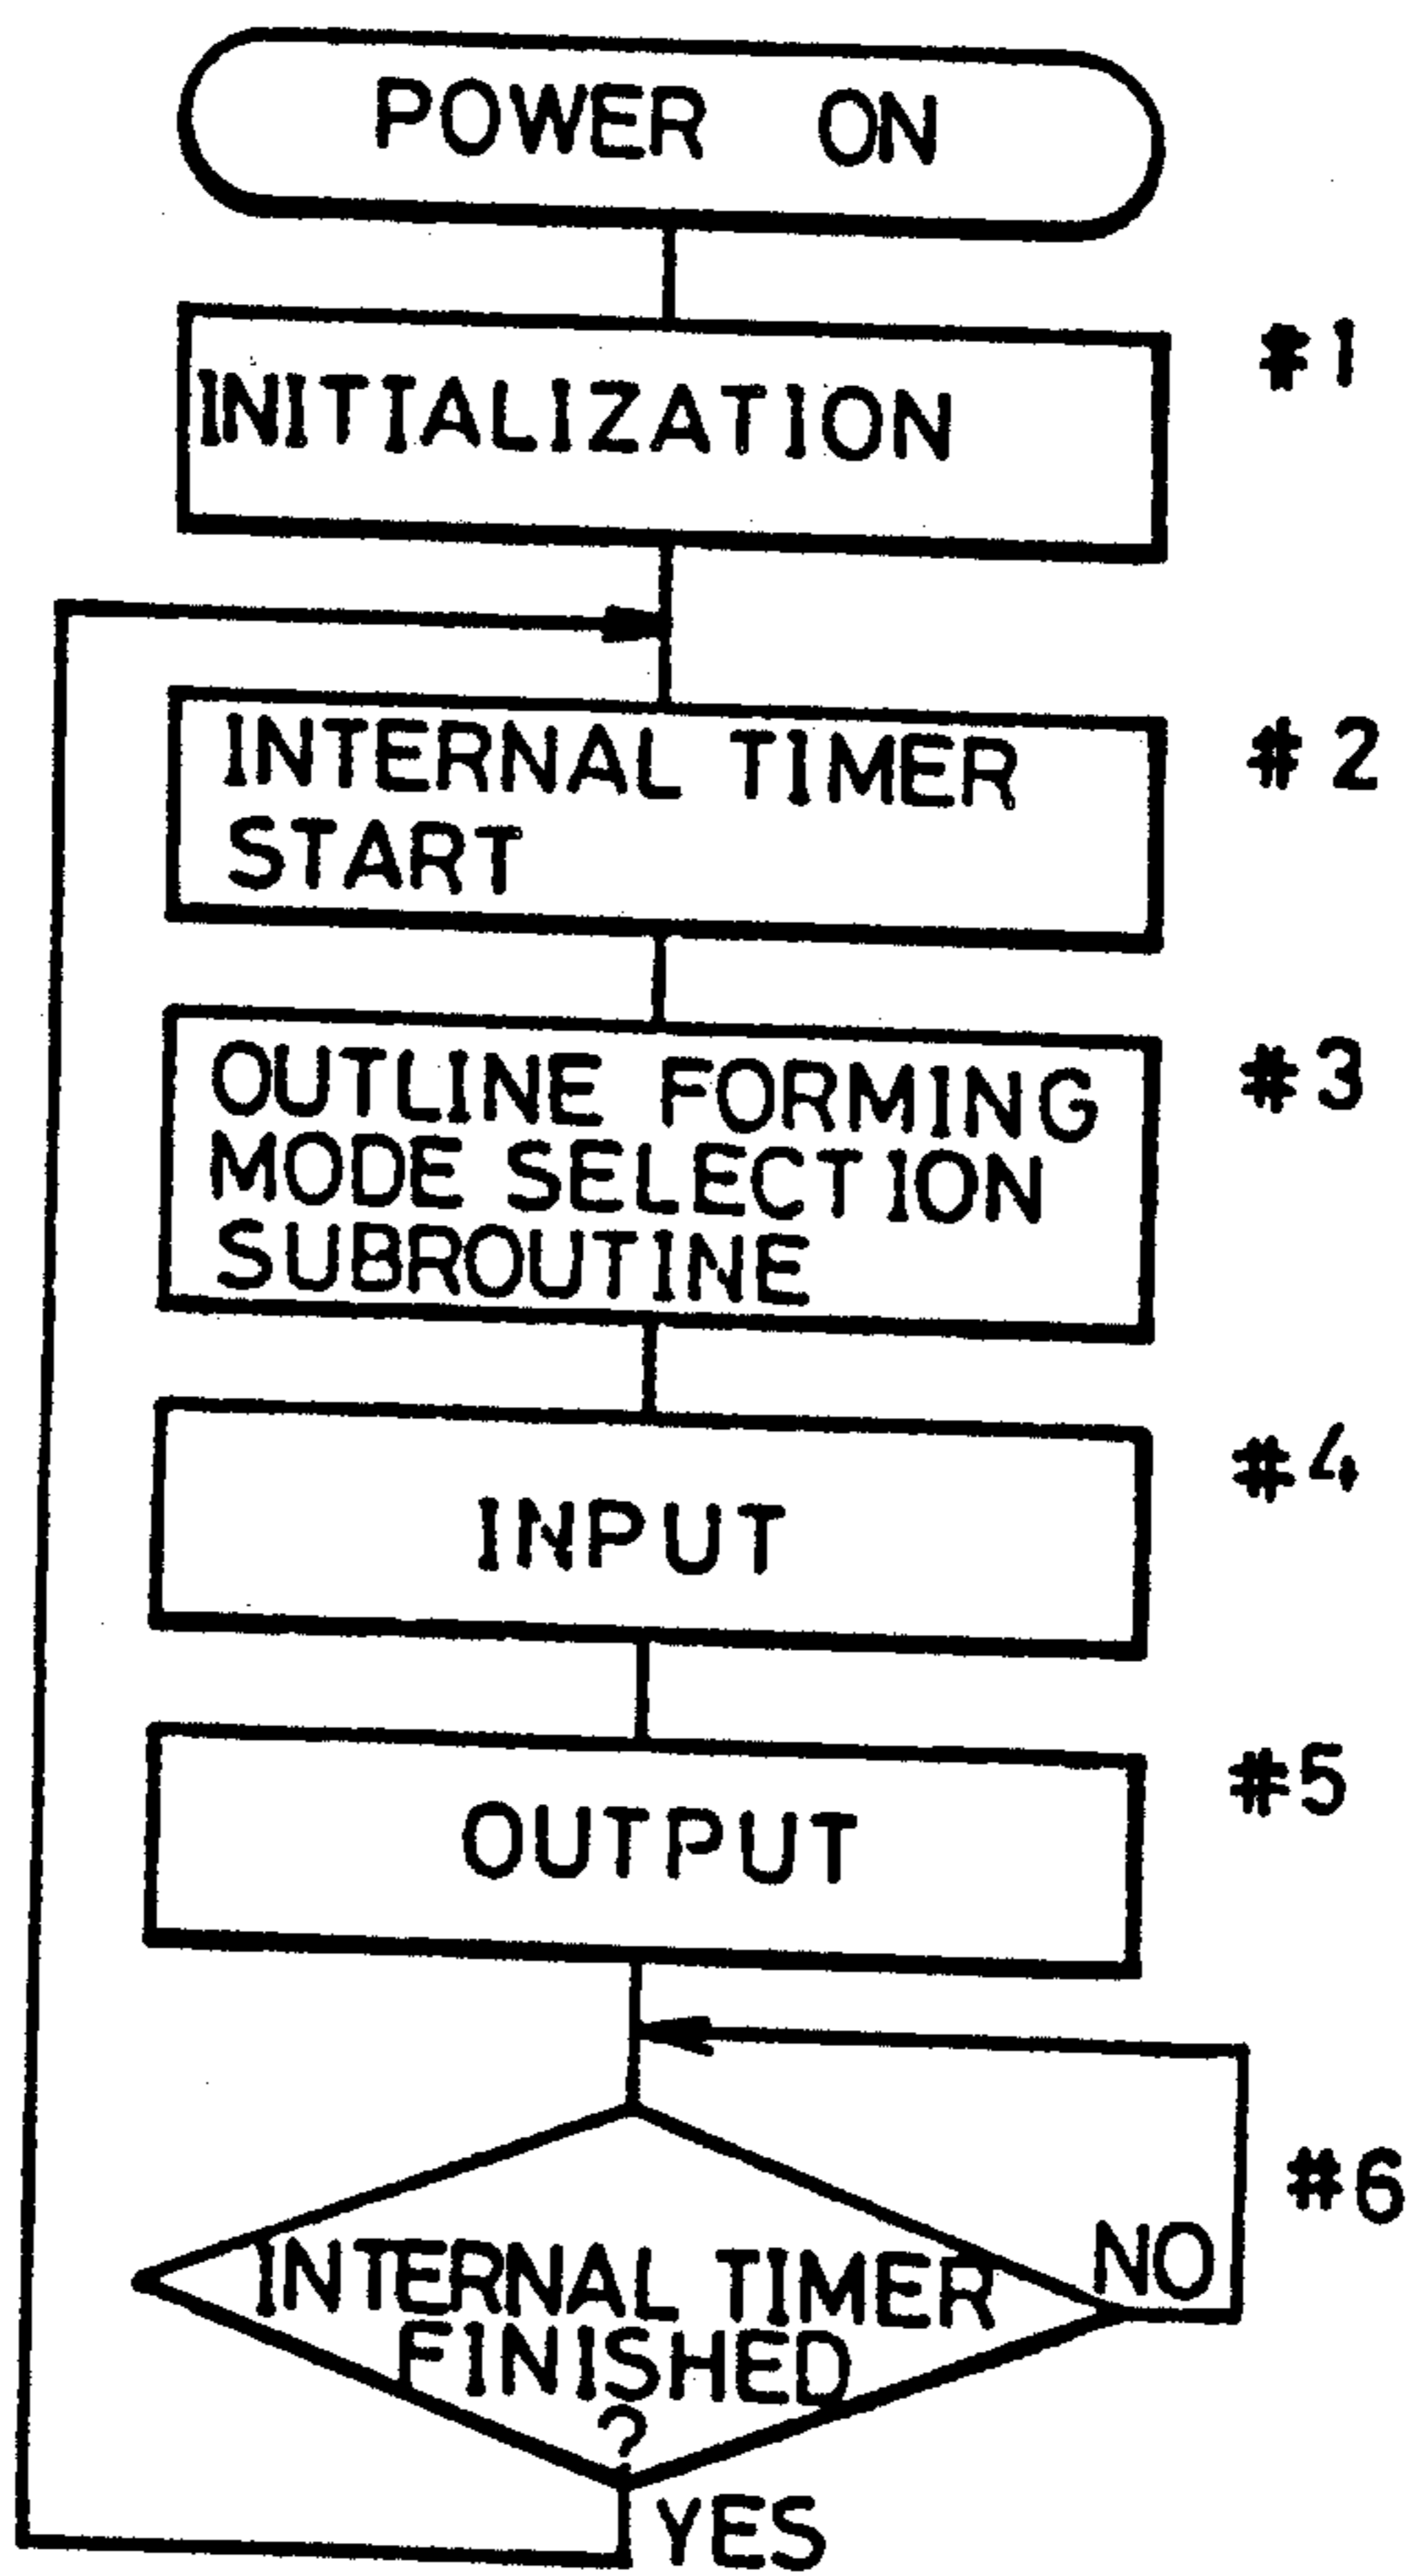 POWER ON
INITIALIZATION
#1
INTERNAL TIMER
START
#2
OUTLINE FORMING
MODE SELECTION
SUBROUTINE
#3
INPUT
#4
OUTPUT
#5
INTERNAL TIMER
FINISHED
?
NO
#6
YES